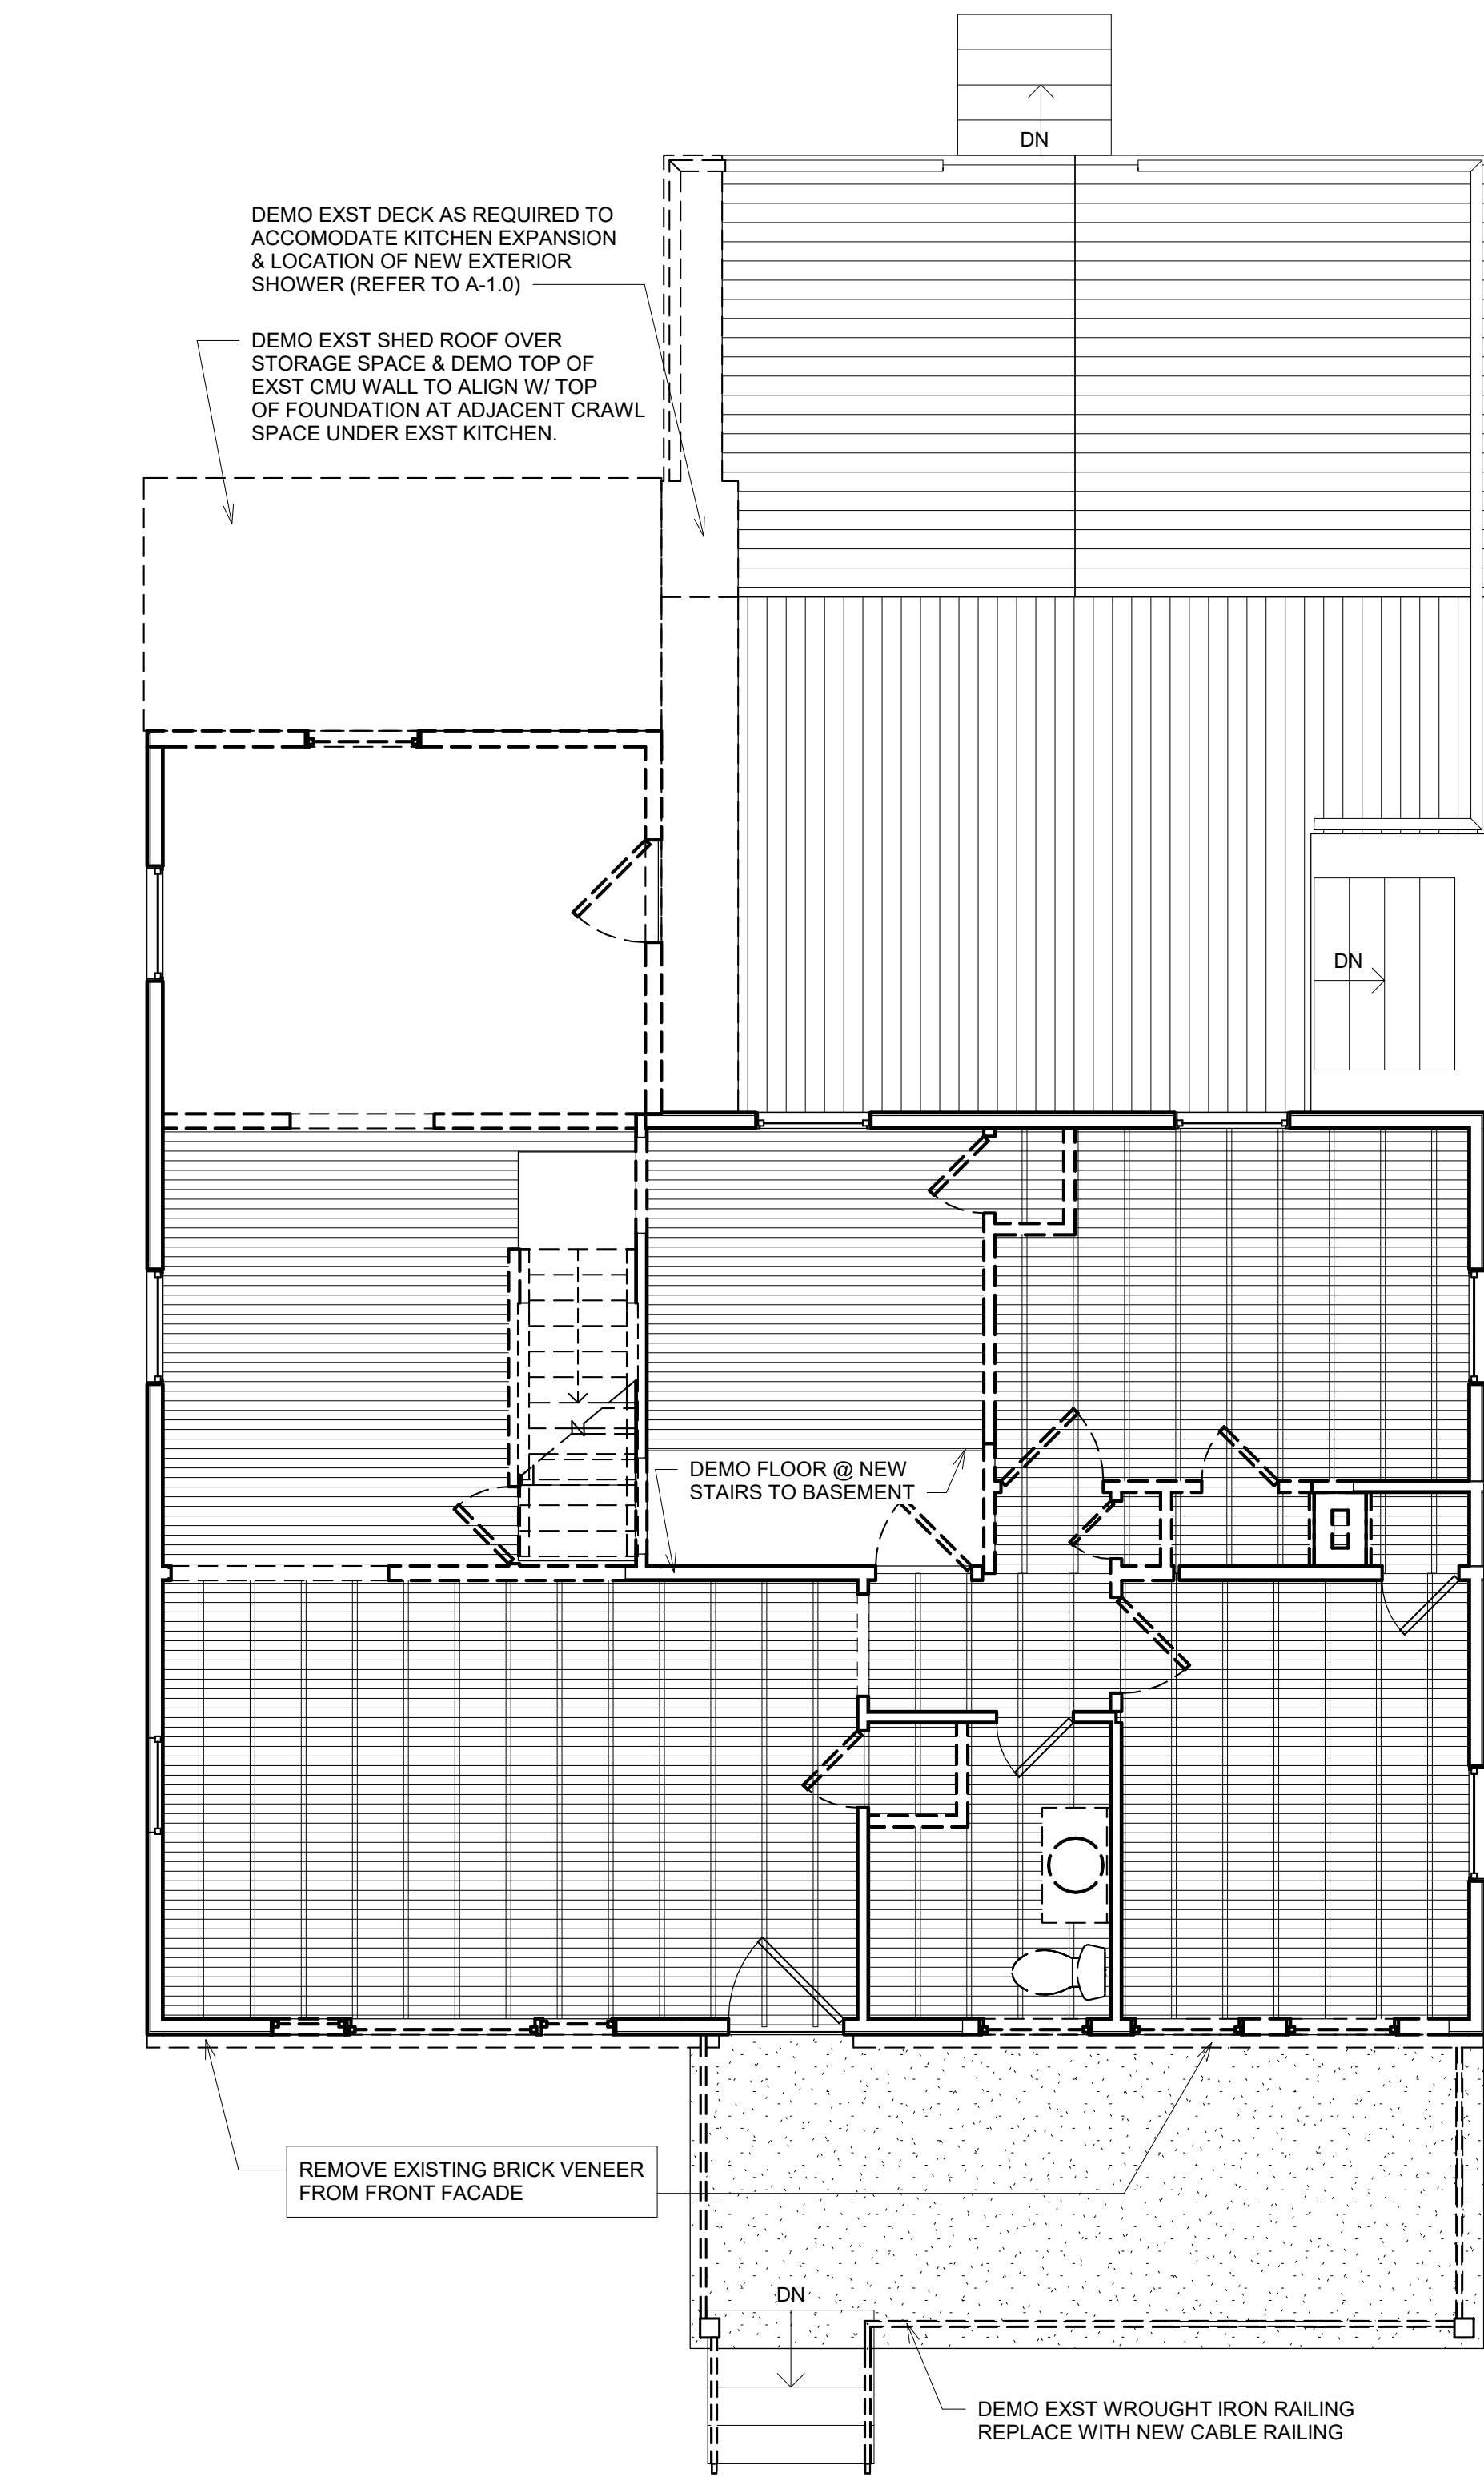 DN
DEMO EXST DECK AS REQUIRED TO
ACCOMODATE KITCHEN EXPANSION
& LOCATION OF NEW EXTERIOR
SHOWER (REFER TO A-1.0)
DEMO EXST SHED ROOF OVER
STORAGE SPACE & DEMO TOP OF
EXST CMU WALL TO ALIGN W/ TOP
OF FOUNDATION AT ADJACENT CRAWL
SPACE UNDER EXST KITCHEN.
DN
DEMO FLOOR @ NEW
STAIRS TO BASEMENT
REMOVE EXISTING BRICK VENEER
FROM FRONT FACADE
DN
DEMO EXST WROUGHT IRON RAILING
REPLACE WITH NEW CABLE RAILING